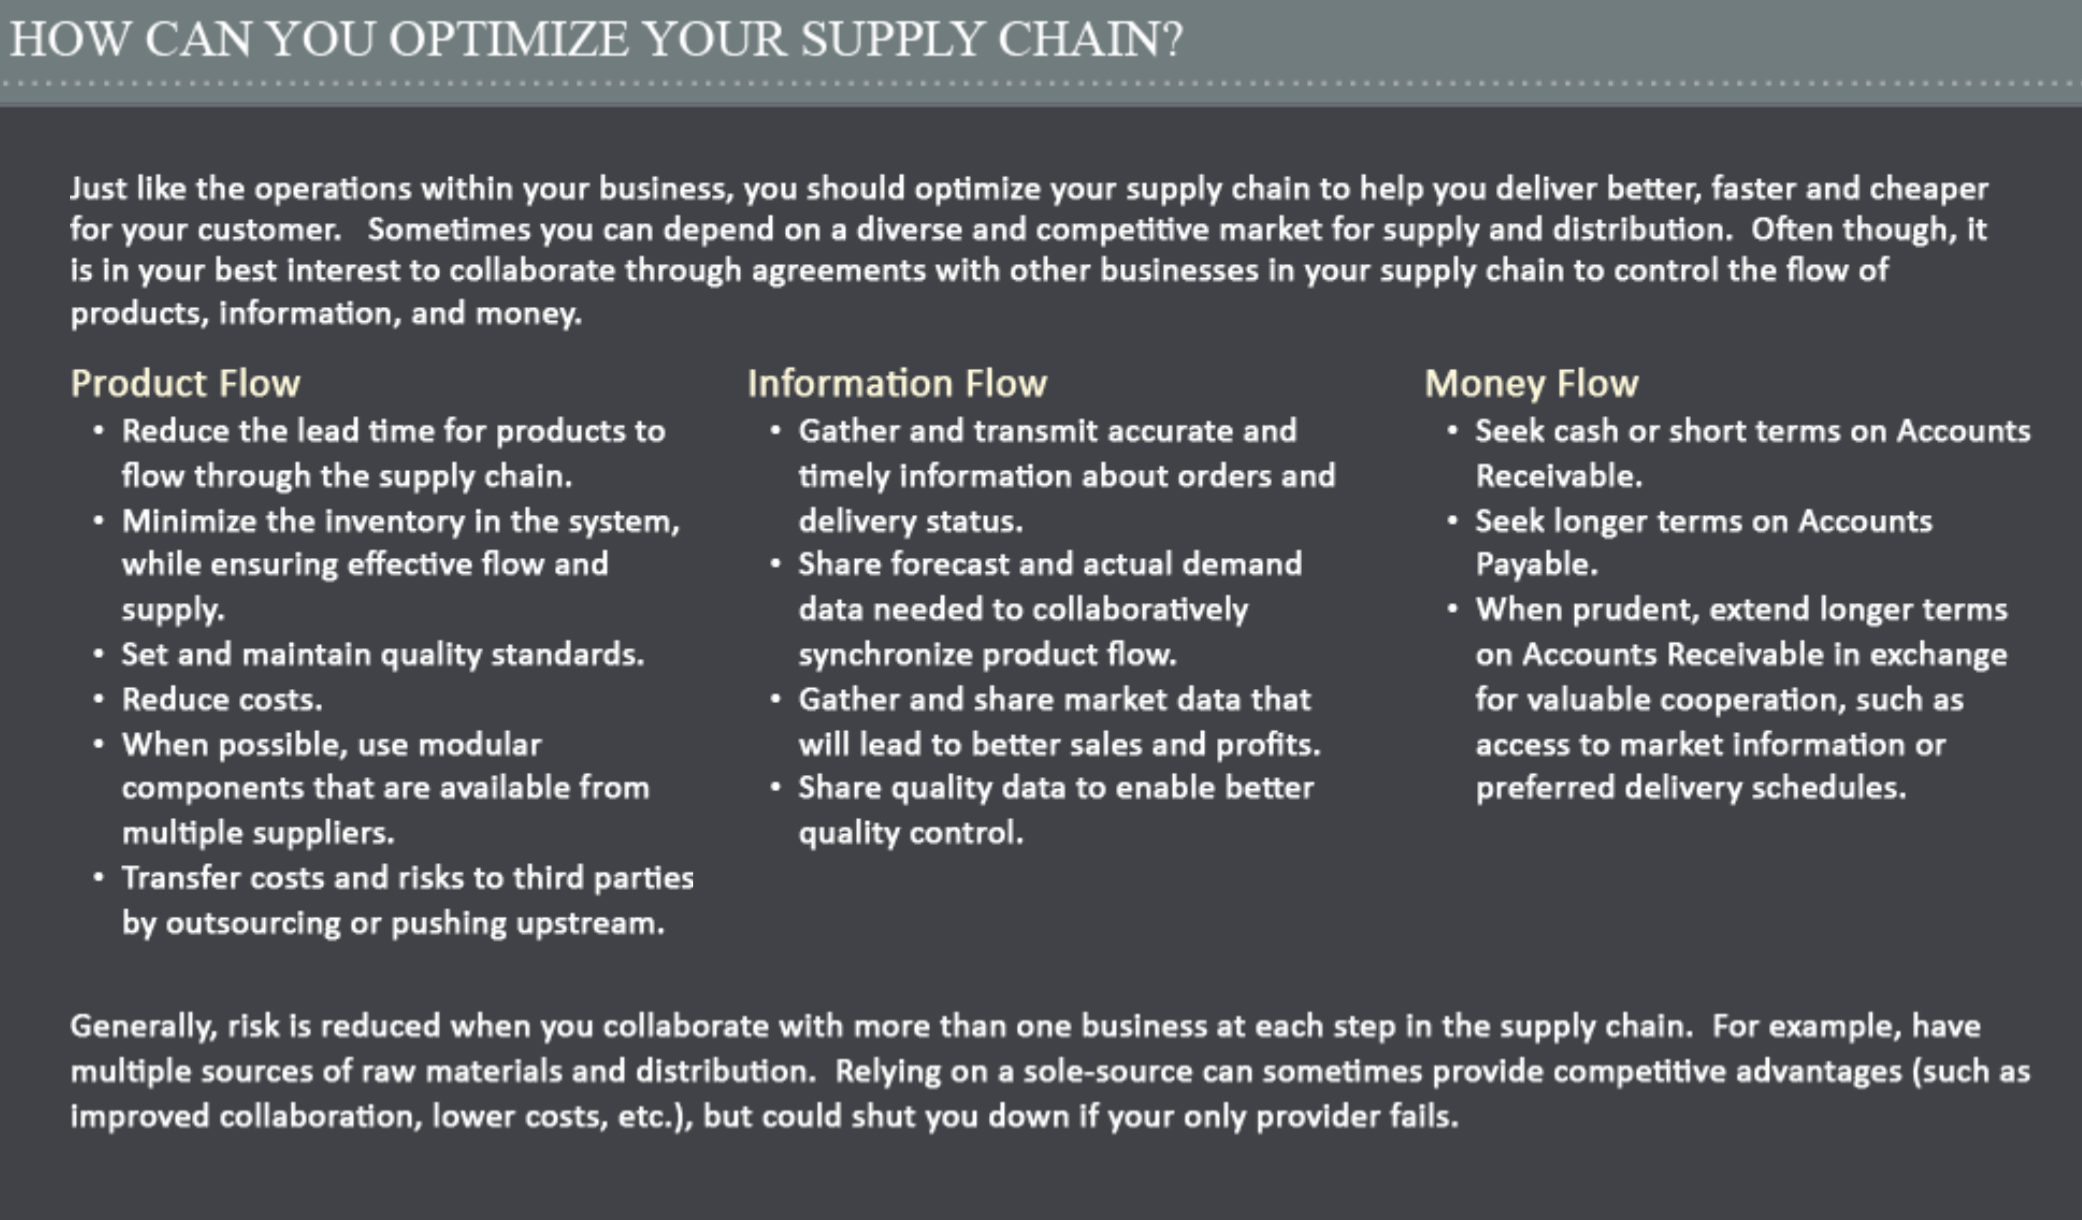 HOW CAN YOU OPTIMIZE YOUR SUPPLY CHAIN?
Just like the operations within your business, you should optimize your supply chain to help you deliver better, faster and cheaper
for your customer.   Sometimes you can depend on a diverse and competitive market for supply and distribution.  Often though, it
is in your best interest to collaborate through agreements with other businesses in your supply chain to control the flow of
products, information, and money.
Product Flow
• Reduce the lead time for products to
flow through the supply chain.
• Minimize the inventory in the system,
while ensuring effective flow and
supply.
• Set and maintain quality standards.
• Reduce costs.
• When possible, use modular
components that are available from
multiple suppliers.
• Transfer costs and risks to third parties
by outsourcing or pushing upstream.
Information Flow
• Gather and transmit accurate and
timely information about orders and
delivery status.
• Share forecast and actual demand
data needed to collaboratively
synchronize product flow.
• Gather and share market data that
will lead to better sales and profits.
• Share quality data to enable better
quality control.
Money Flow
• Seek cash or short terms on Accounts
Receivable.
• Seek longer terms on Accounts
Payable.
• When prudent, extend longer terms
on Accounts Receivable in exchange
for valuable cooperation, such as
access to market information or
preferred delivery schedules.
Generally, risk is reduced when you collaborate with more than one business at each step in the supply chain.  For example, have
multiple sources of raw materials and distribution.  Relying on a sole-source can sometimes provide competitive advantages (such as
improved collaboration, lower costs, etc.), but could shut you down if your only provider fails.